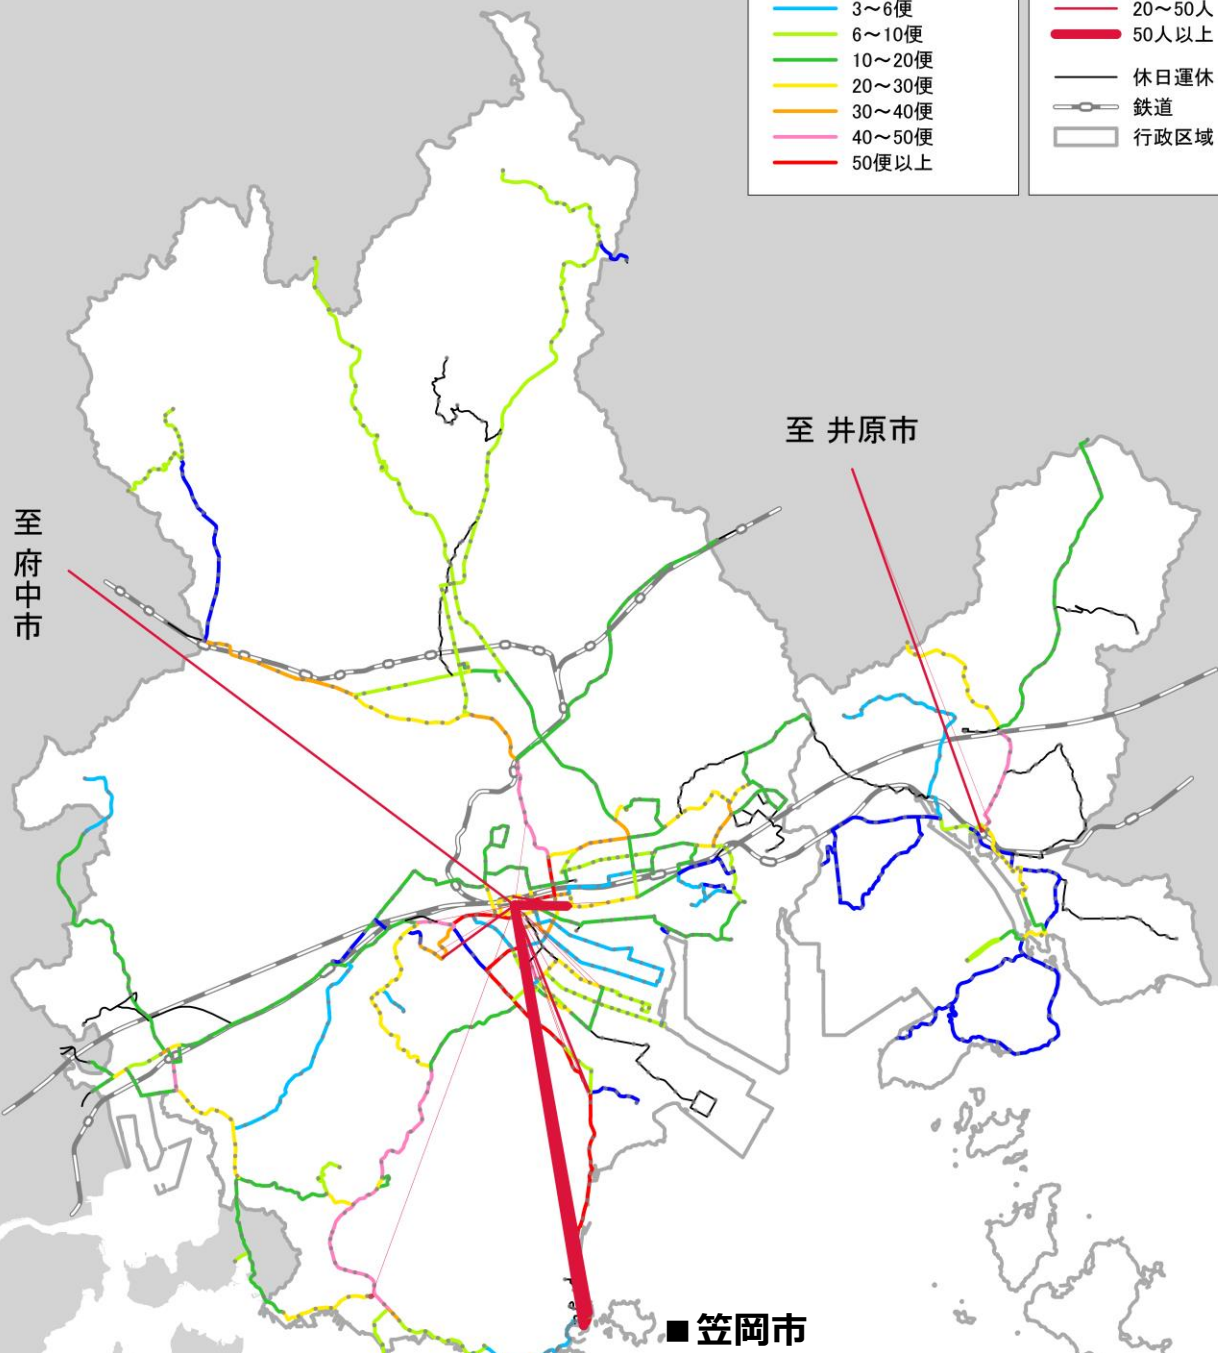 3～6便
6～10便
10～20便
20～30便
30～40便
40～50便
50便以上
20～50人
50人以上
休日運休
鉄道
行政区域
至 井原市
至 府中市
■笠岡市